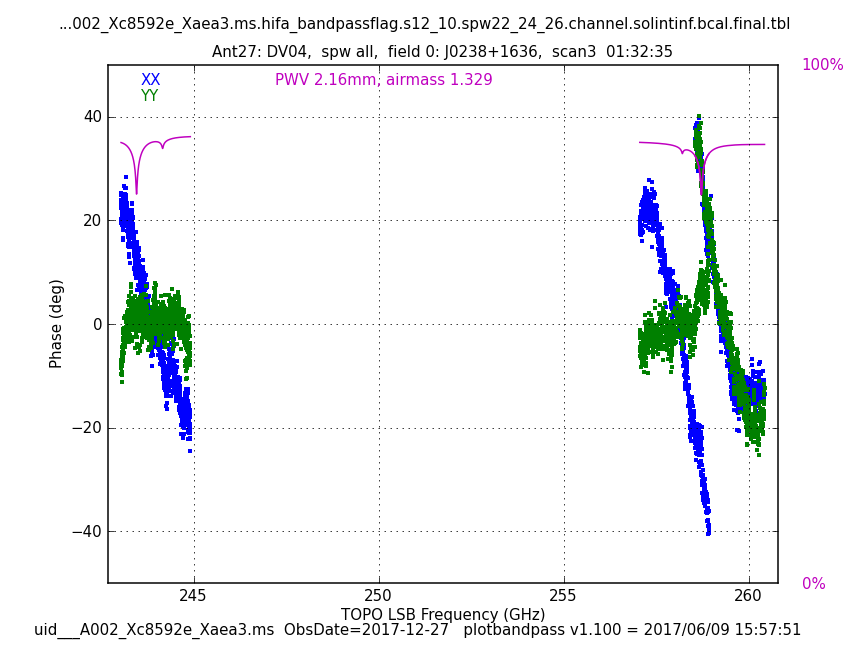 ...002_Xc8592e_Xaea3.ms.hifa_bandpassflag.s12_10.spw22_24_26.channel.solintinf.bcal.final.tbl
Ant27: DV04, spw all, field 0: J0238+1636, scan3 01:32:35
100%
XX
PWV 2.16mm, airmass 1.329
YY
40
20
0
−20
−40
Phase (deg)
0%
245
250
255
260
TOPO LSB Frequency (GHz)
uid___A002_Xc8592e_Xaea3.ms ObsDate=2017-12-27 plotbandpass v1.100 = 2017/06/09 15:57:51